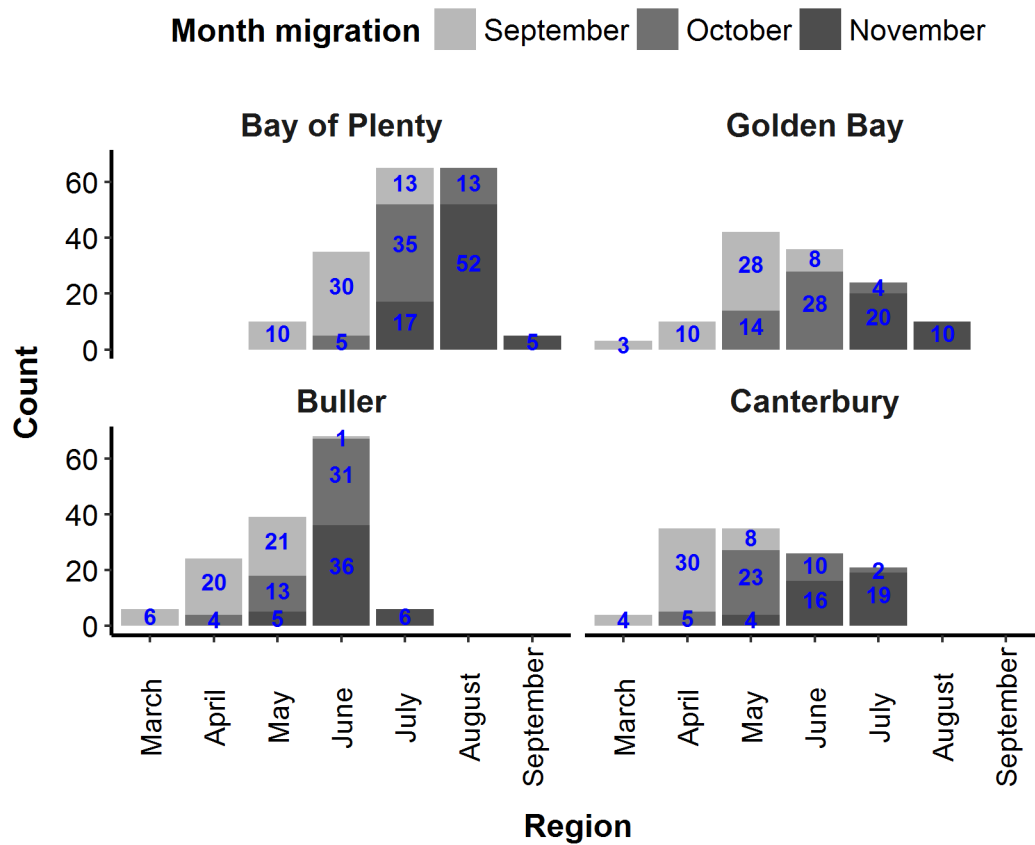 Month migration September October November
Bay of Plenty Golden Bay
60 13 13
40 35 28 8
30 52
20 4
10 5 17 10 14 28 20 10
0 5 3
Count
Buller Canterbury
60 1
31
40
21 36 30 8
20 20 13 23 10 2
16 19
0 6 4 5 6 4 5 4
March April May June July August September March April May June July August September
Region